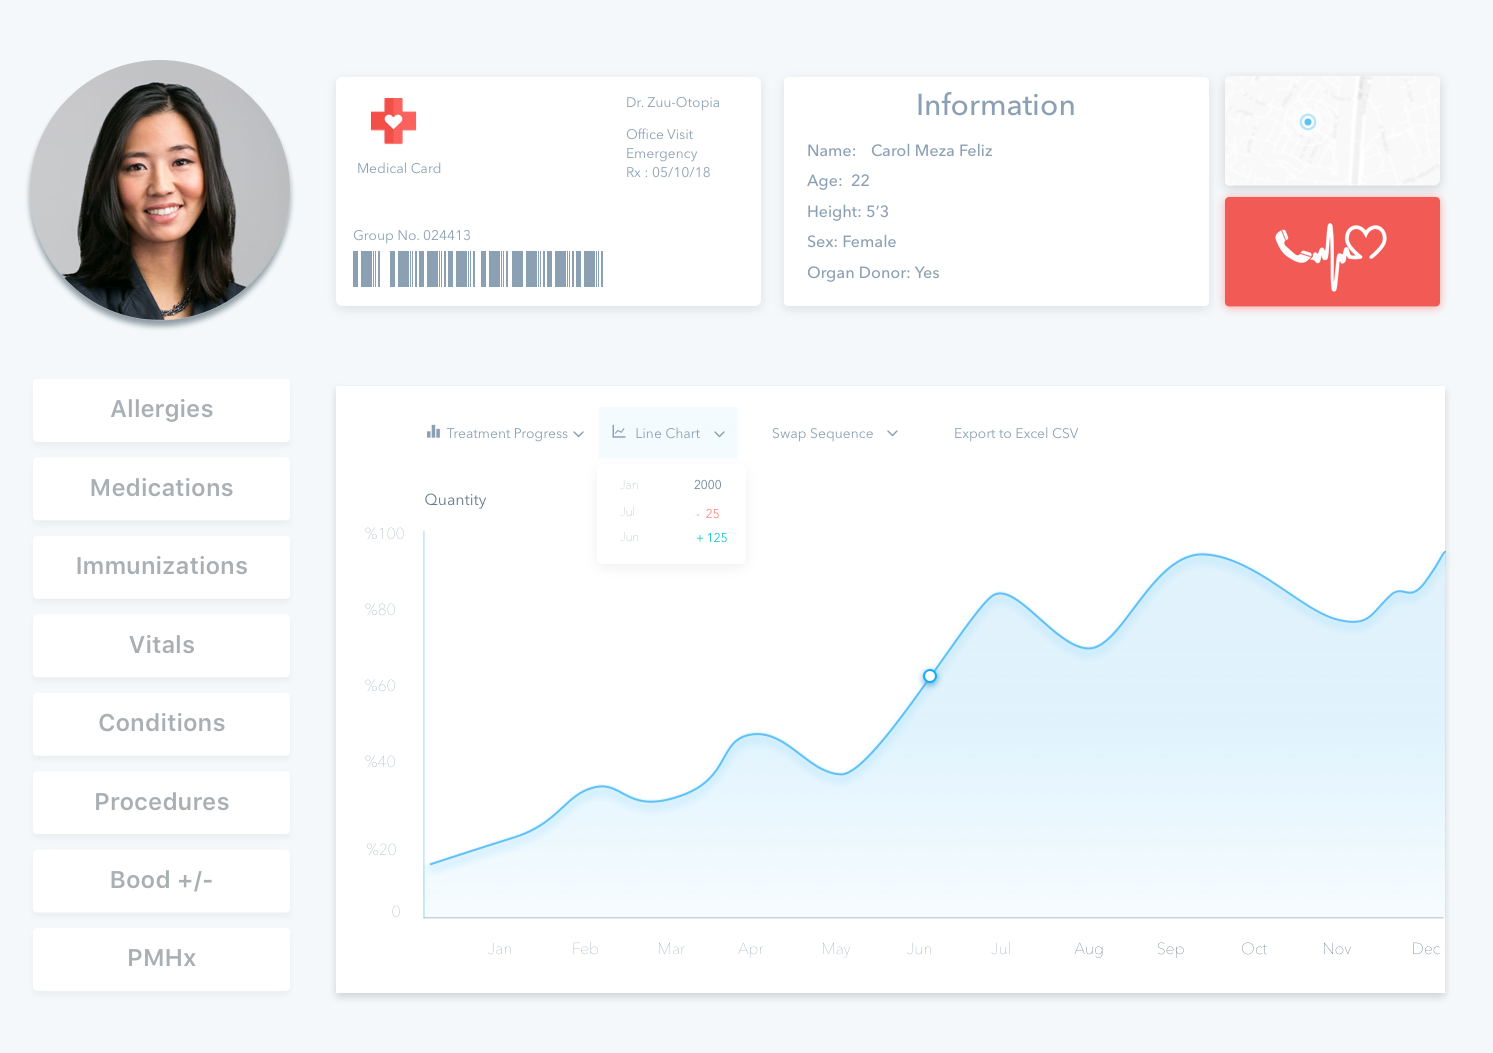 Medical Card
Dr. Zuu-Otopia
Office Visit
Emergency
Rx : 05/10/18
Group No. 024413
Information
Name: Carol Meza Feliz
Age: 22
Height: 5’3
Sex: Female
Organ Donor: Yes
Allergies
Medications
Immunizations
Vitals
Conditions
Procedures
Bood +/-
PMHx
Treatment Progress
Line Chart
Swap Sequence
Export to Excel CSV
Jan 2000
Jul - 25
Jun + 125
Quantity
%100
%80
%60
%40
%20
0
Jan Feb Mar Apr May Jun Jul Aug Sep Oct Nov Dec